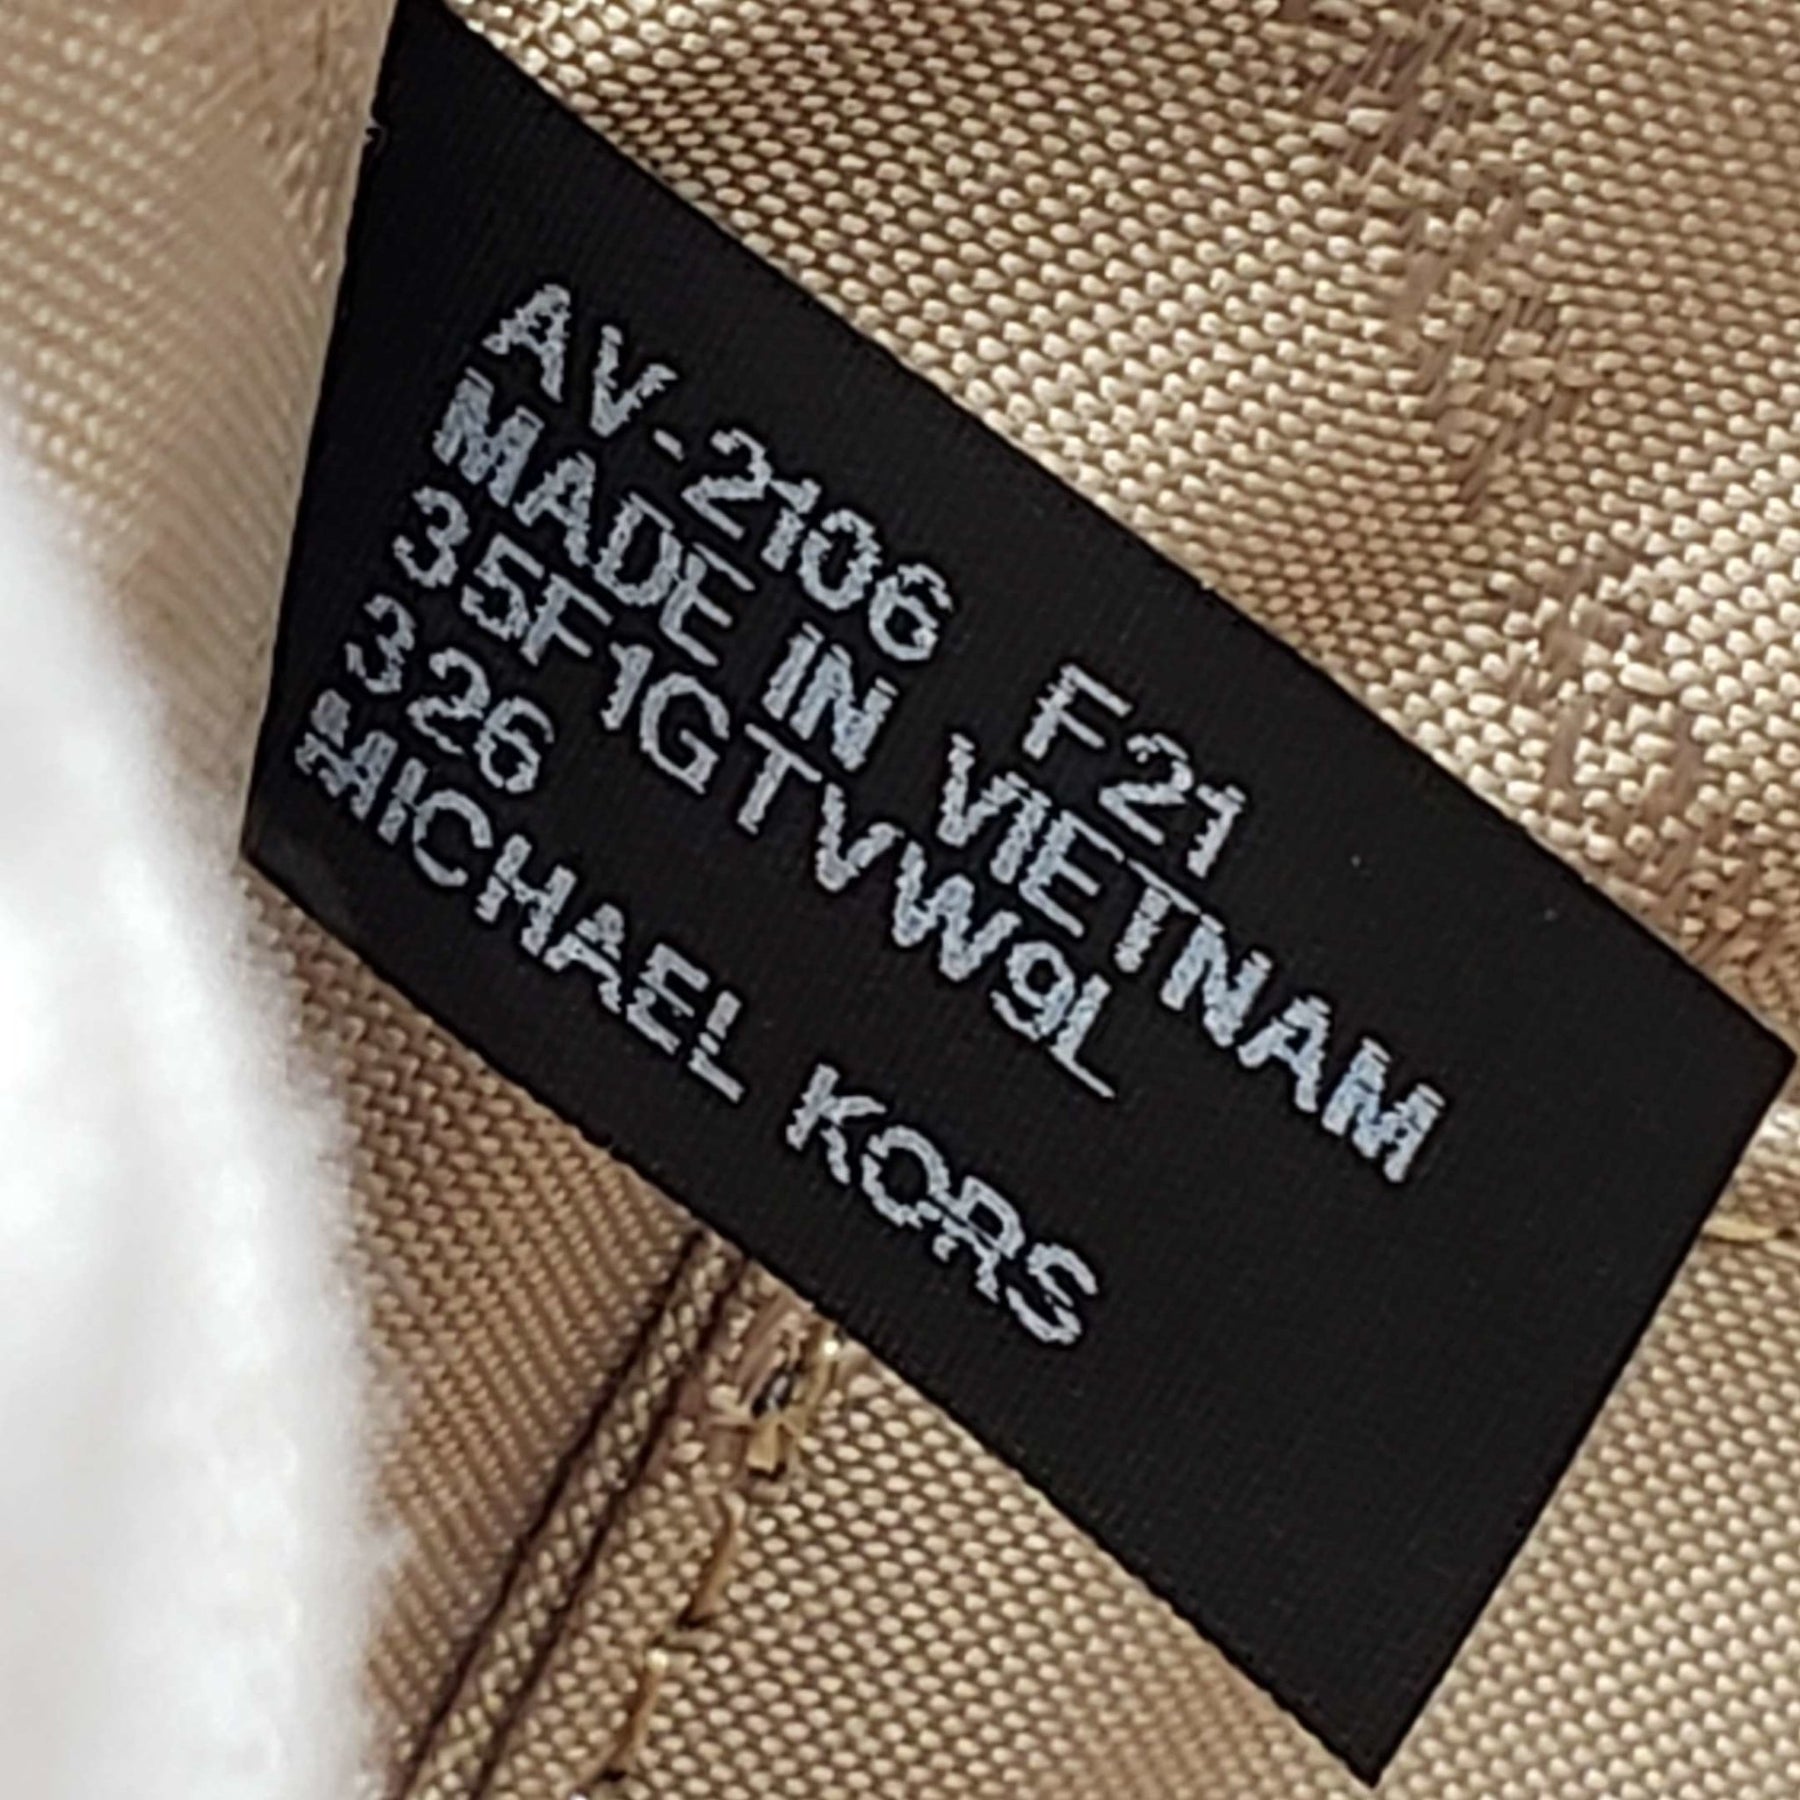 AV-2106 F21
MADE IN VIETNAM
35F1GTVW9L
326
MICHAEL KORS